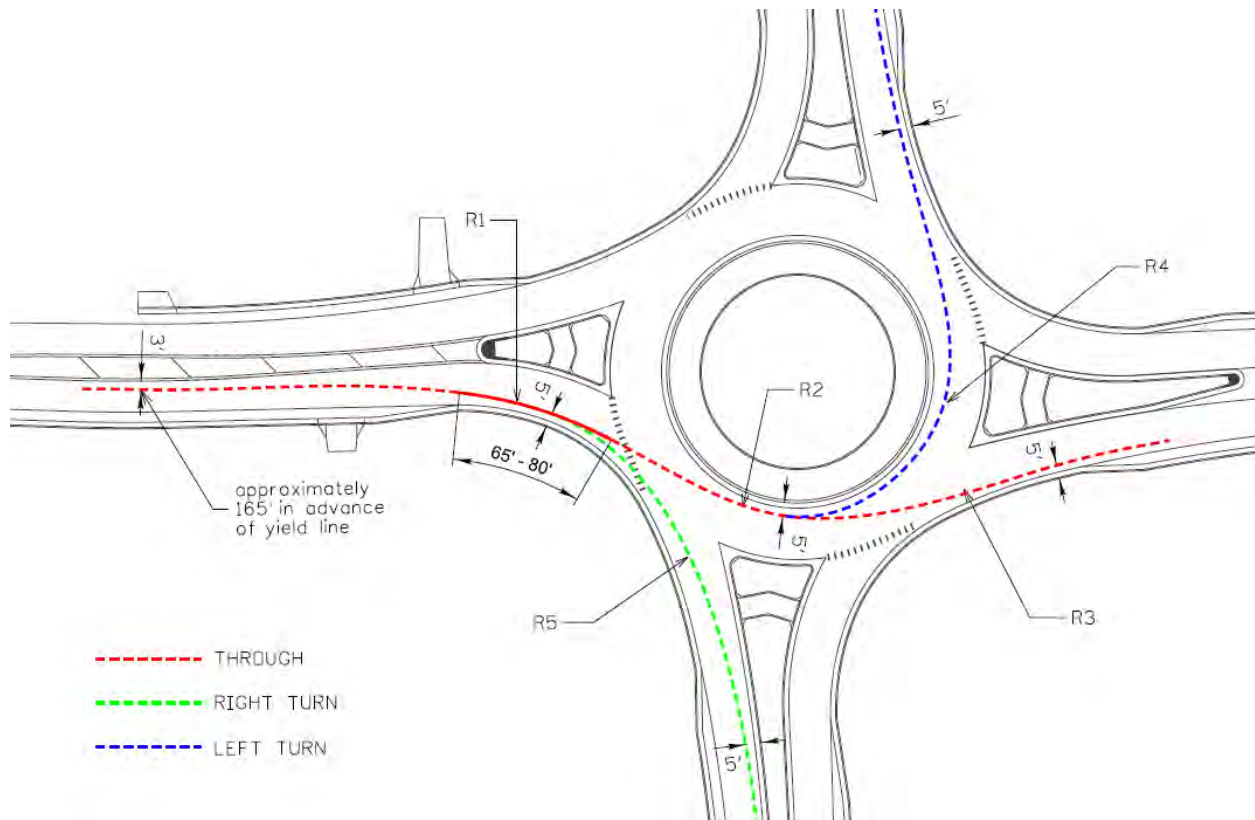 5'
R1
R4
3'
R2
5'
65' - 80'
5'
approximately
165' in advance
of yield line
5'
R5
R3
THROUGH
RIGHT TURN
LEFT TURN
5'